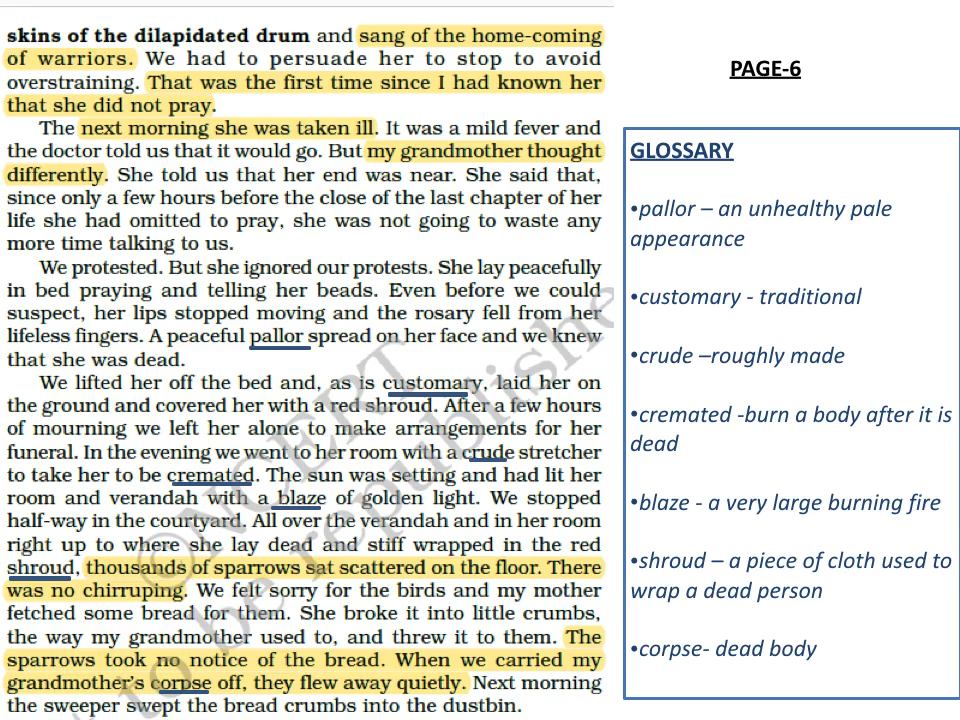 skins of the dilapidated drum and sang of the home-coming
of warriors. We had to persuade her to stop to avoid
overstraining. That was the first time since I had known her
that she did not pray.
The next morning she was taken ill. It was a mild fever and
the doctor told us that it would go. But my grandmother thought
differently. She told us that her end was near. She said that,
since only a few hours before the close of the last chapter of her
life she had omitted to pray, she was not going to waste any
more time talking to us.
We protested. But she ignored our protests. She lay peacefully
in bed praying and telling her beads. Even before we could
suspect, her lips stopped moving and the rosary fell from her
lifeless fingers. A peaceful pallor spread on her face and we knew
that she was dead.
We lifted her off the bed and, as is customary, laid her on
the ground and covered her with a red shroud. After a few hours
of mourning we left her alone to make arrangements for her
funeral. In the evening we went to her room with a crude stretcher
to take her to be cremated. The sun was setting and had lit her
room and verandah with a blaze of golden light. We stopped
half-way in the courtyard. All over the verandah and in her room
right up to where she lay dead and stiff wrapped in the red
shroud, thousands of sparrows sat scattered on the floor. There
was no chirruping. We felt sorry for the birds and my mother
fetched some bread for them. She broke it into little crumbs,
the way my grandmother used to, and threw it to them. The
sparrows took no notice of the bread. When we carried my
grandmother's corpse off, they flew away quietly. Next morning
the sweeper swept the bread crumbs into the dustbin.
©NCERT
to be republishe
PAGE-6
GLOSSARY
•pallor – an unhealthy pale
appearance
•customary - traditional
•crude –roughly made
•cremated -burn a body after it is
dead
•blaze - a very large burning fire
•shroud – a piece of cloth used to
wrap a dead person
•corpse- dead body